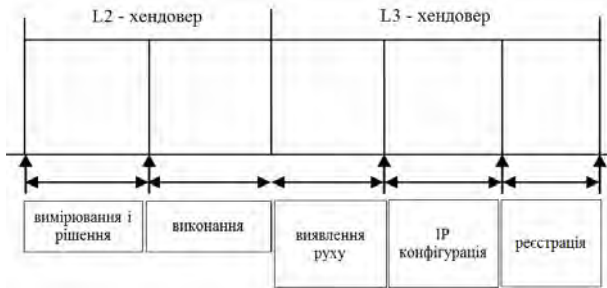 L2 - хендовер
L3 - хендовер
вимірювання і
рішення
виконання
виявлення
руху
IP
конфігурація
реєстрація